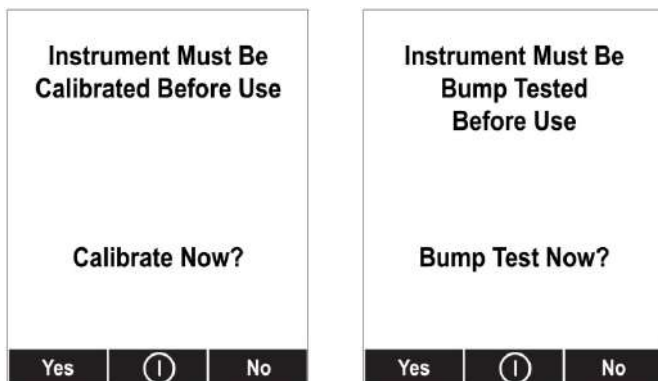 Instrument Must Be
Calibrated Before Use
Calibrate Now?
Yes
No
Instrument Must Be
Bump Tested
Before Use
Bump Test Now?
Yes
No